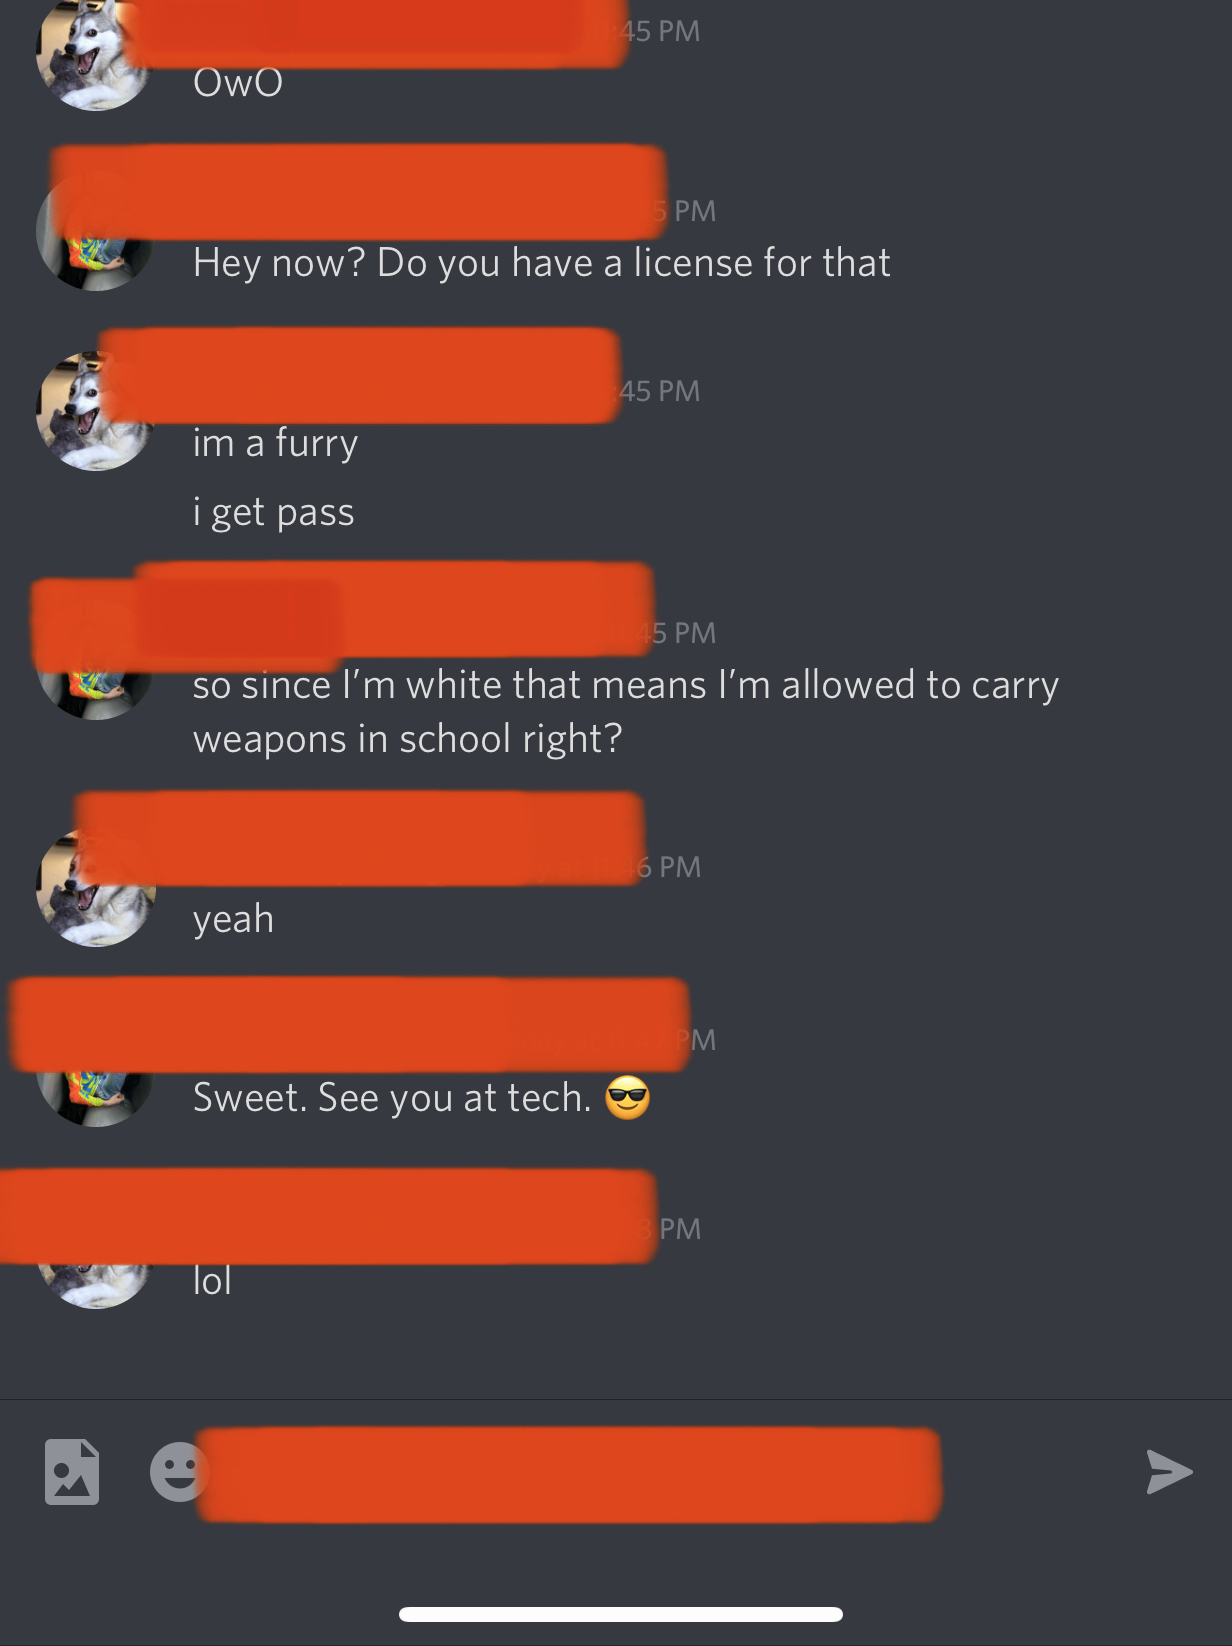 :45 PM
OwO
5 PM
Hey now? Do you have a license for that
:45 PM
im a furry
i get pass
45 PM
so since I’m white that means I’m allowed to carry
weapons in school right?
46 PM
yeah
PM
Sweet. See you at tech. 😎
PM
lol